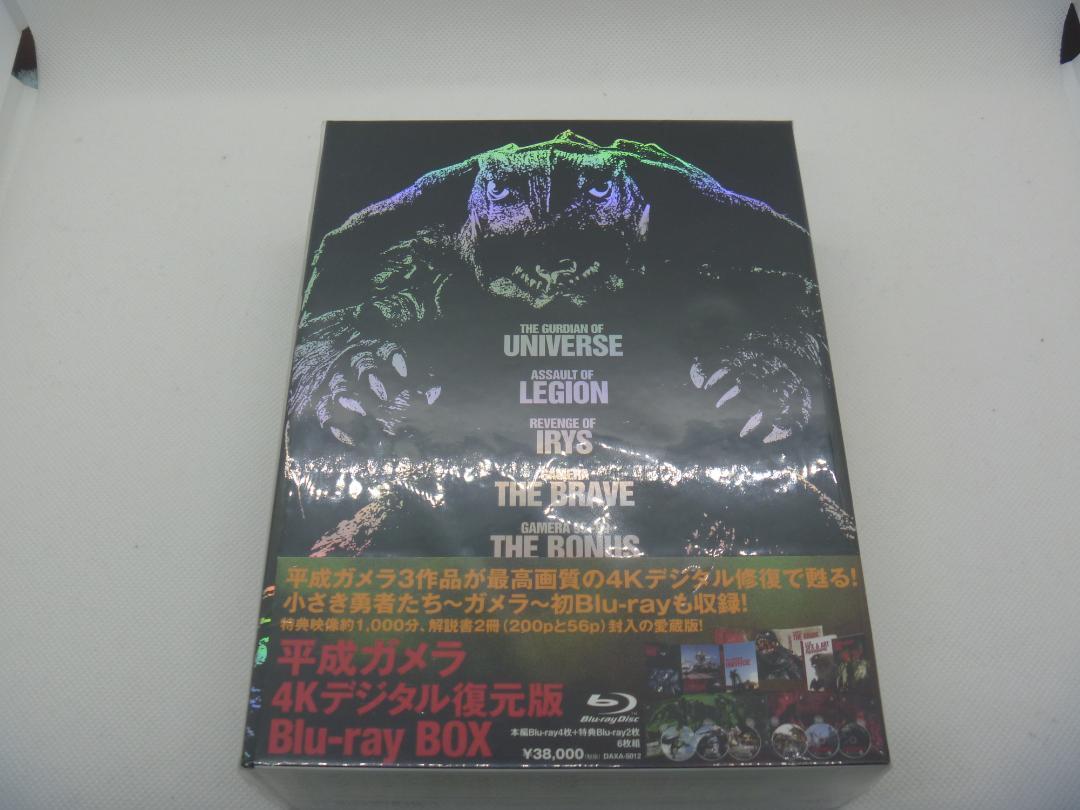 THE GURDIAN OF
UNIVERSE
ASSAULT OF
LEGION
REVENGE OF
IRYS
GAMERA
THE BRAVE
GAMERA
THE BONUS
平成ガメラ3作品が最高画質の4Kデジタル修復で甦る!
小さき勇者たち～ガメラ～初Blu-rayも収録!
特典映像約1,000分、解説書2冊(200pと56p)封入の愛蔵版!
平成ガメラ
4Kデジタル復元版
Blu-ray BOX
Blu-ray Disc
本編Blu-ray4枚+特典Blu-ray2枚
6枚組
¥38,000(税抜) DAXA-5012